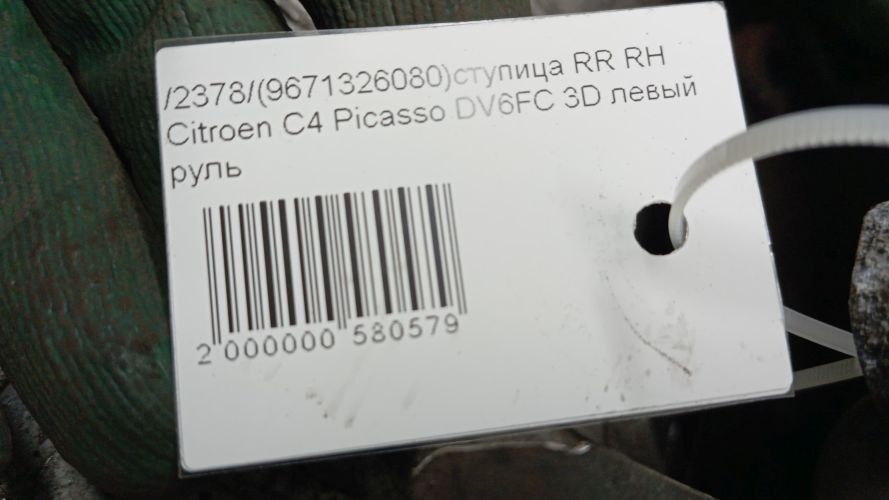 /2378/(9671326080)ступица RR RH
Citroen C4 Picasso DV6FC 3D левый
руль
2 000000 580579